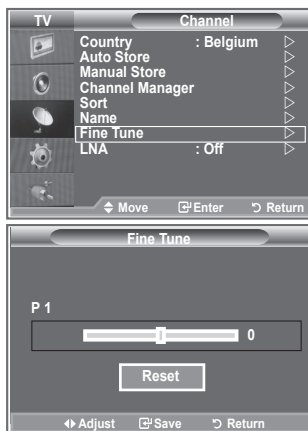 TV Channel
Country : Belgium
Auto Store
Manual Store
Channel Manager
Sort
Name
Fine Tune
LNA : Off
Move Enter Return
Fine Tune
P 1
0
Reset
Adjust Save Return